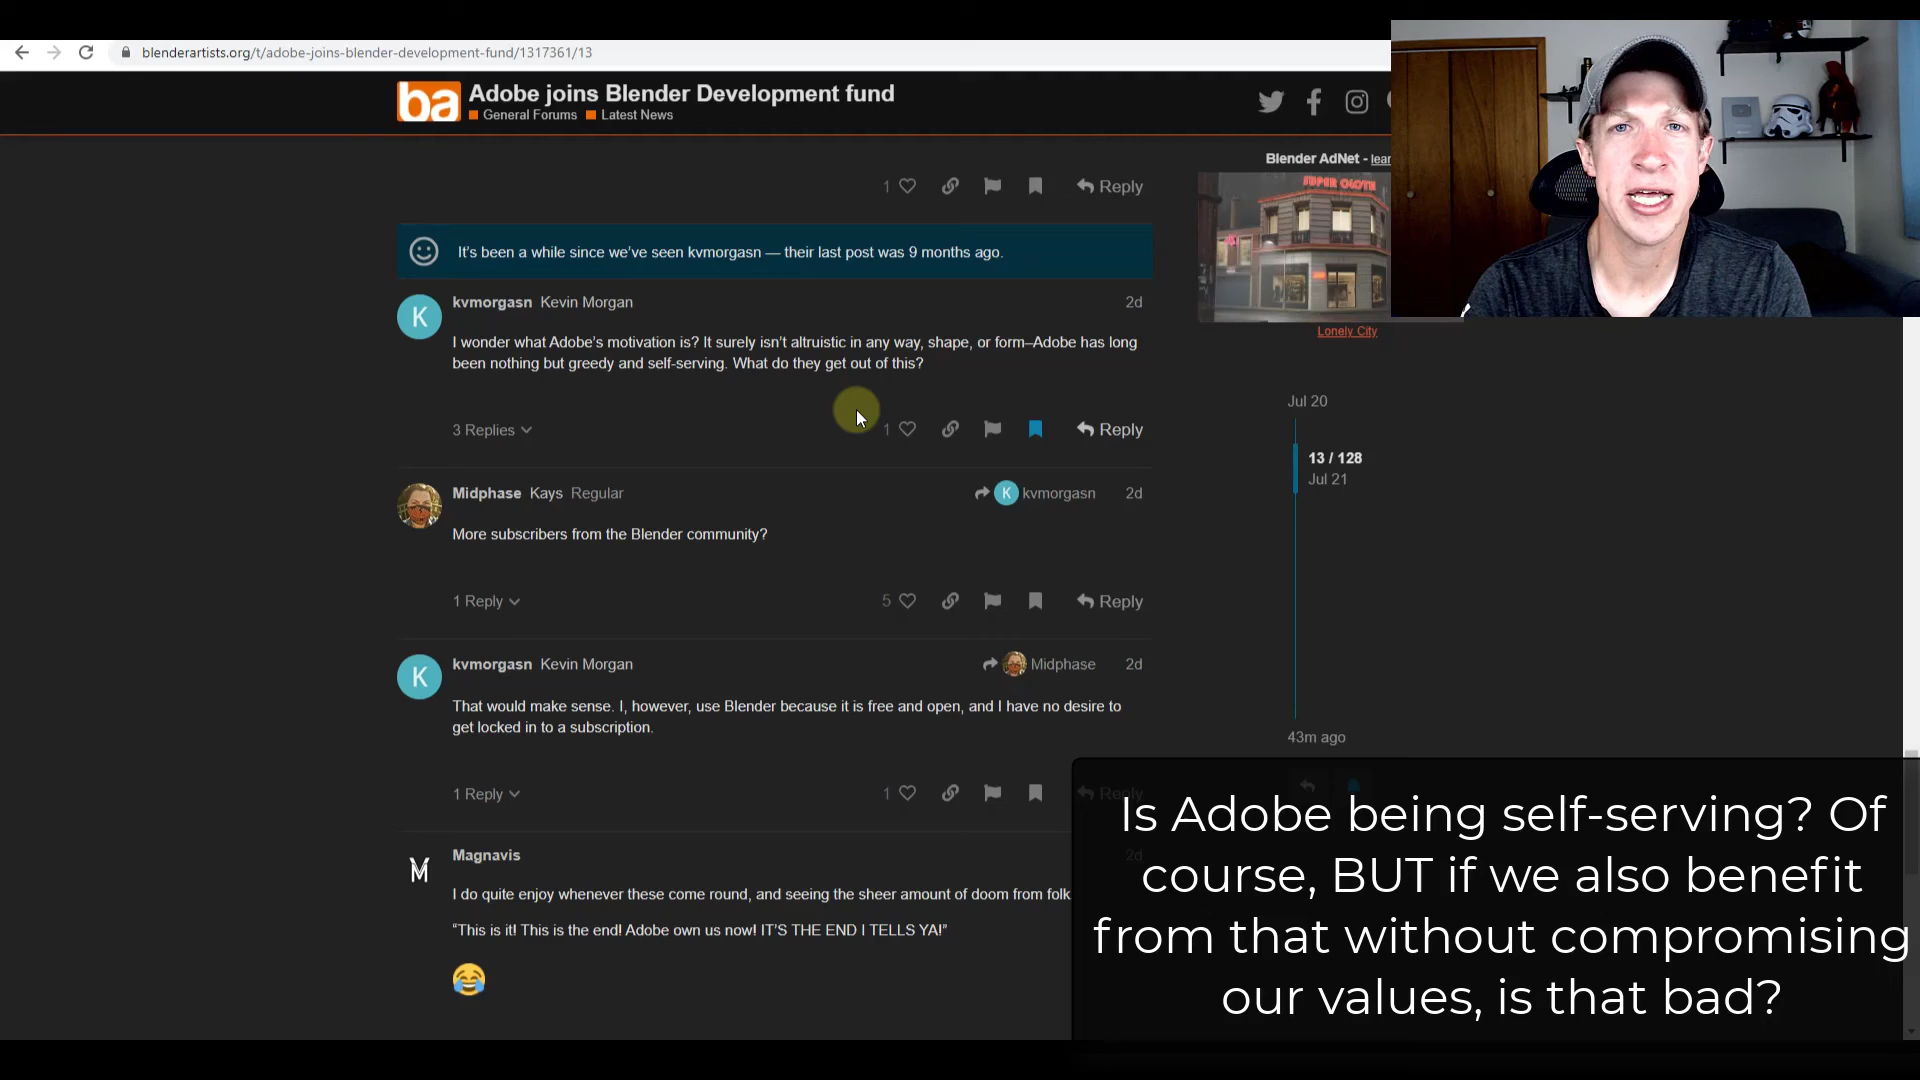 blenderartists.org/t/adobe-joins-blender-development-fund/1317361/13
ba
Adobe joins Blender Development fund
General Forums Latest News
Blender AdNet - lear
1 Reply
SUPER CLOTH
It's been a while since we've seen kvmorgasn — their last post was 9 months ago.
kvmorgasn Kevin Morgan 2d
Lonely City
I wonder what Adobe's motivation is? It surely isn't altruistic in any way, shape, or form–Adobe has long
been nothing but greedy and self-serving. What do they get out of this?
Jul 20
3 Replies 1 Reply
13 / 128
Jul 21
Midphase Kays Regular kvmorgasn 2d
More subscribers from the Blender community?
1 Reply 5 Reply
kvmorgasn Kevin Morgan Midphase 2d
That would make sense. I, however, use Blender because it is free and open, and I have no desire to
get locked in to a subscription.
43m ago
1 Reply 1 Reply
Magnavis 2d
I do quite enjoy whenever these come round, and seeing the sheer amount of doom from folk
“This is it! This is the end! Adobe own us now! IT'S THE END I TELLS YA!”
Is Adobe being self-serving? Of
course, BUT if we also benefit
from that without compromising
our values, is that bad?